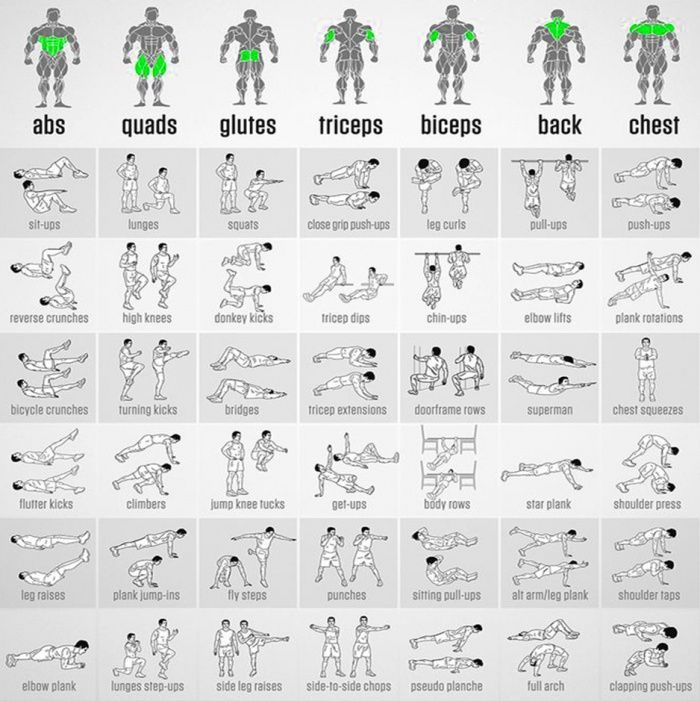 abs quads glutes triceps biceps back chest
sit-ups lunges squats close grip push-ups leg curls pull-ups push-ups
reverse crunches high knees donkey kicks tricep dips chin-ups elbow lifts plank rotations
bicycle crunches turning kicks bridges tricep extensions doorframe rows superman chest squeezes
flutter kicks climbers jump knee tucks get-ups body rows star plank shoulder press
leg raises plank jump-ins fly steps punches sitting pull-ups alt arm/leg plank shoulder taps
elbow plank lunges step-ups side leg raises side-to-side chops pseudo planche full arch clapping push-ups